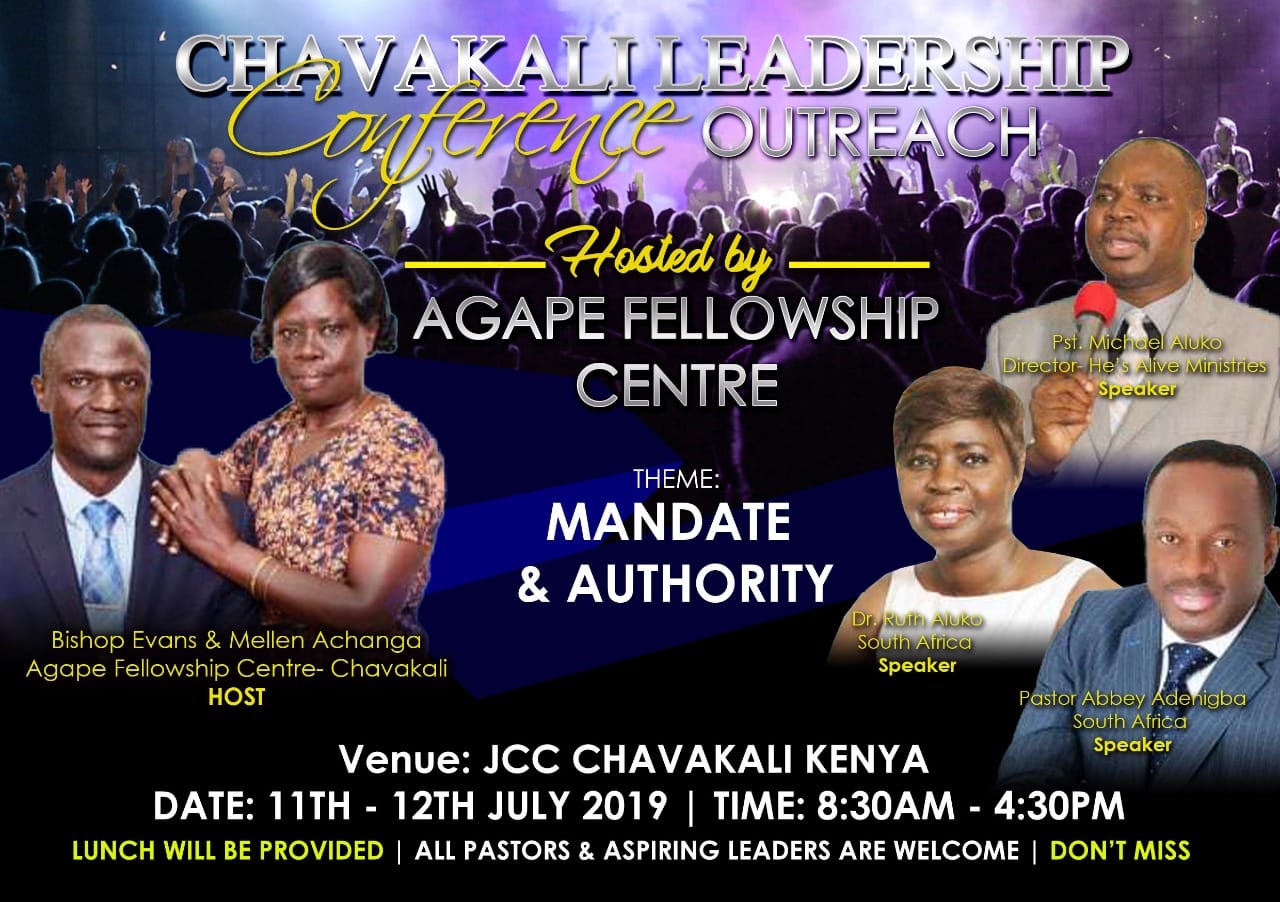 CHAVAKALI LEADERSHIP
Conference OUTREACH
Hosted by
AGAPE FELLOWSHIP
CENTRE
THEME:
MANDATE
& AUTHORITY
Bishop Evans & Mellen Achanga
Agape Fellowship Centre- Chavakali
HOST
Pst. Michael Aluko
Director- He's Alive Ministries
Speaker
Dr. Ruth Aluko
South Africa
Speaker
Pastor Abbey Adenigba
South Africa
Speaker
Venue: JCC CHAVAKALI KENYA
DATE: 11TH - 12TH JULY 2019 | TIME: 8:30AM - 4:30PM
LUNCH WILL BE PROVIDED | ALL PASTORS & ASPIRING LEADERS ARE WELCOME | DON'T MISS